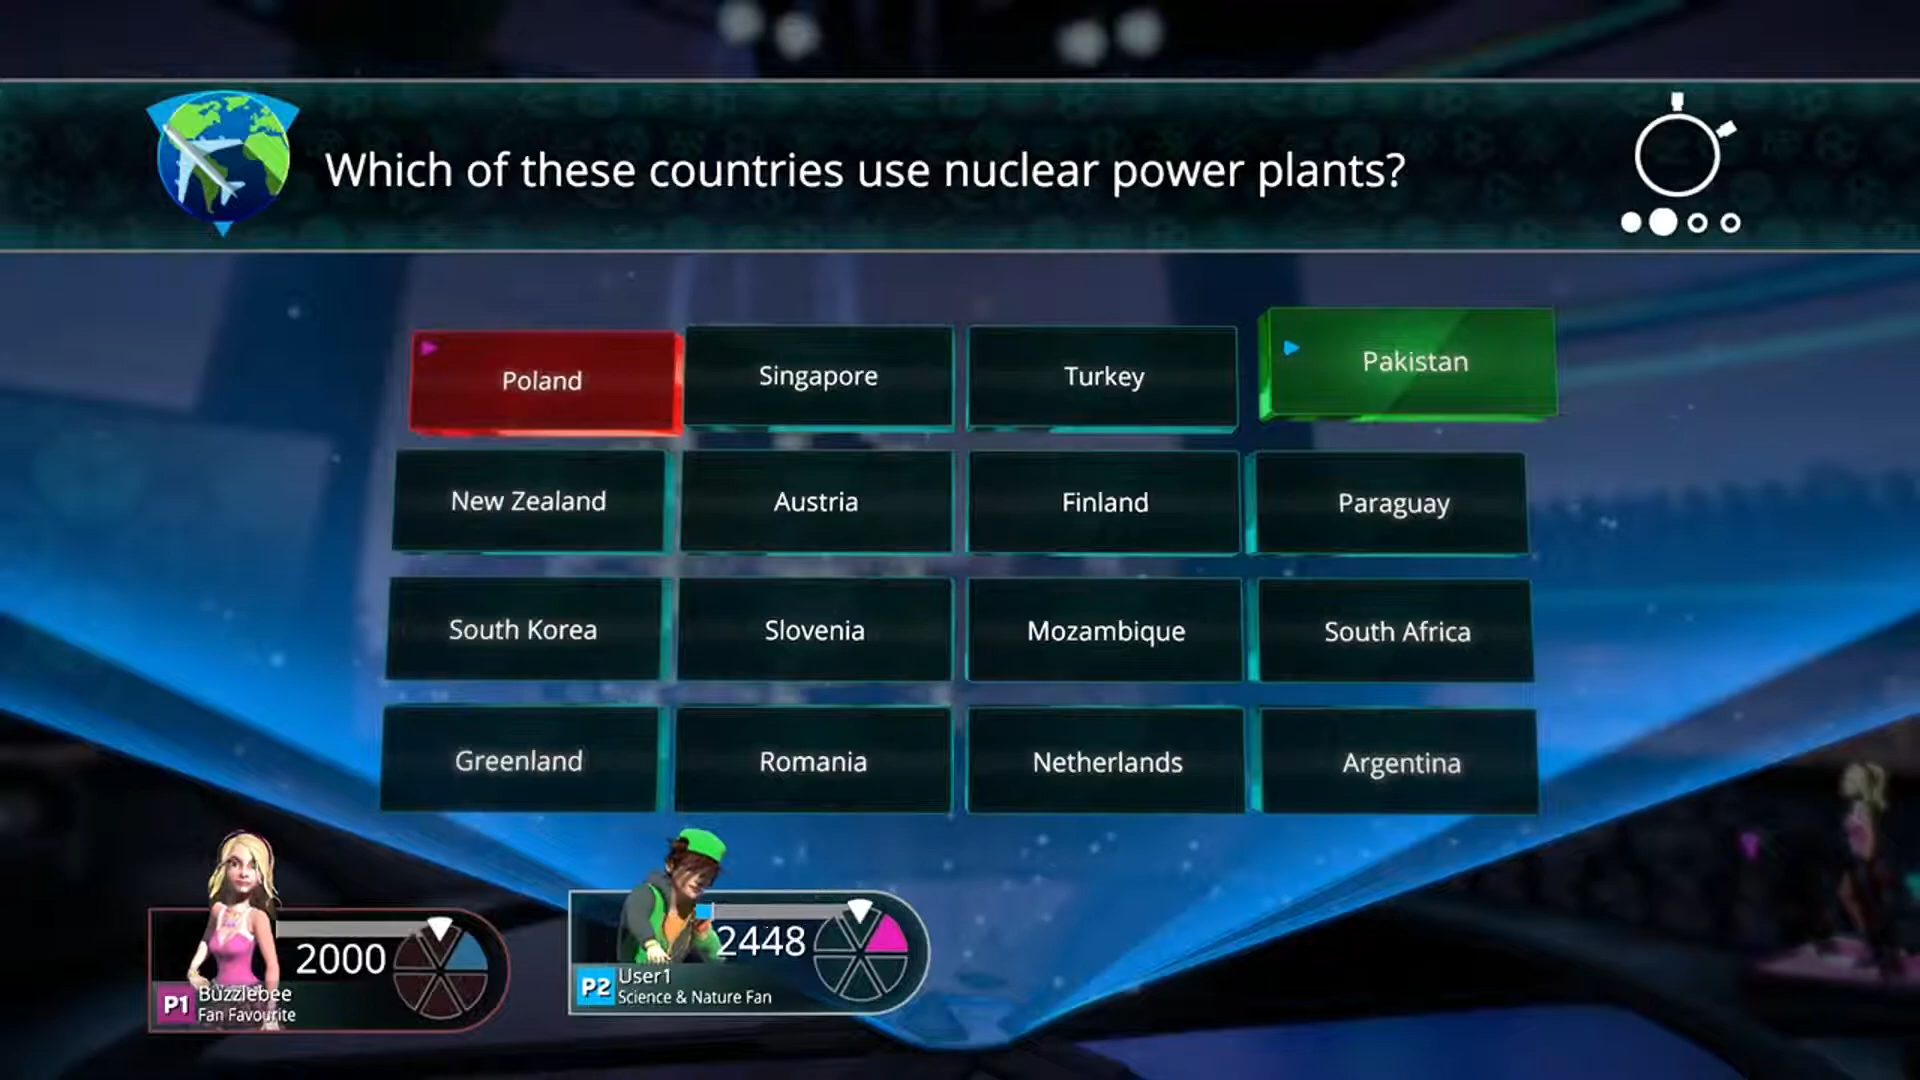 Which of these countries use nuclear power plants?
Poland
Singapore
Turkey
Pakistan
New Zealand
Austria
Finland
Paraguay
South Korea
Slovenia
Mozambique
South Africa
Greenland
Romania
Netherlands
Argentina
2000
P1
Buzzlebee
Fan Favourite
2448
P2
User1
Science & Nature Fan